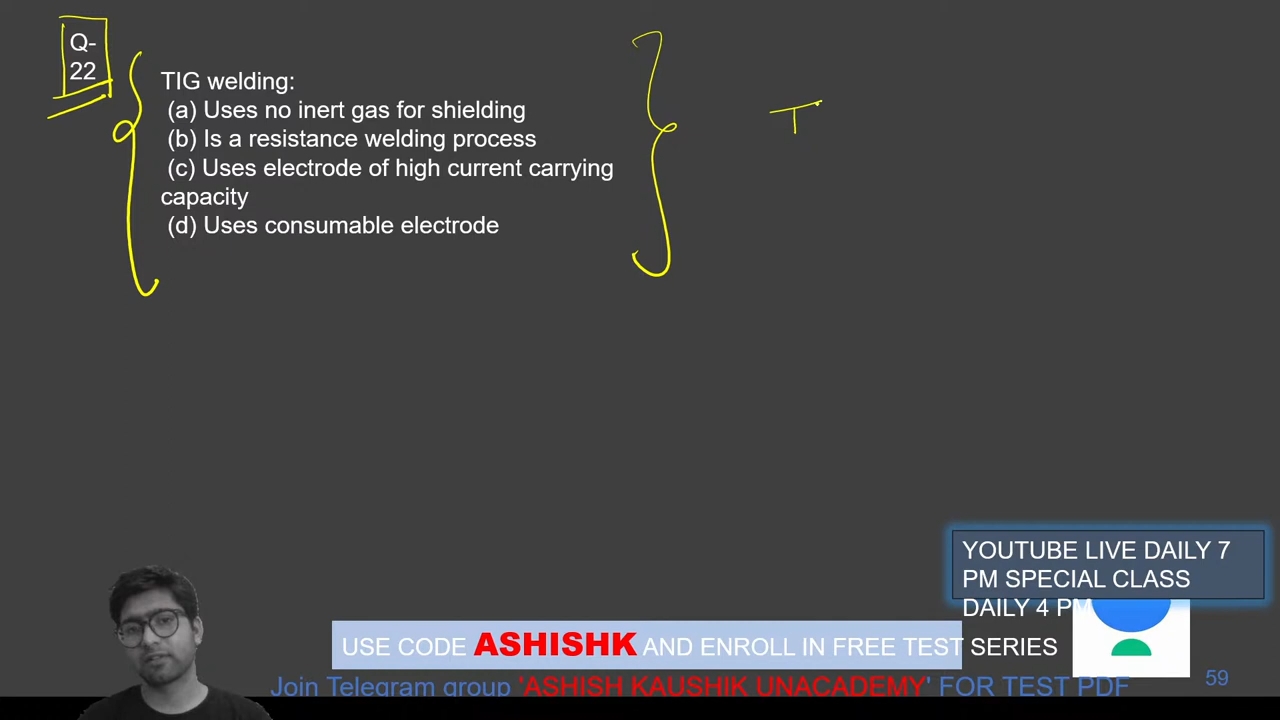 Q-
22
TIG welding:
(a) Uses no inert gas for shielding
(b) Is a resistance welding process
(c) Uses electrode of high current carrying
capacity
(d) Uses consumable electrode
T
YOUTUBE LIVE DAILY 7
PM SPECIAL CLASS
DAILY 4 PM
USE CODE ASHISHK AND ENROLL IN FREE TEST SERIES
Join Telegram group 'ASHISH KAUSHIK UNACADEMY' FOR TEST PDF
59